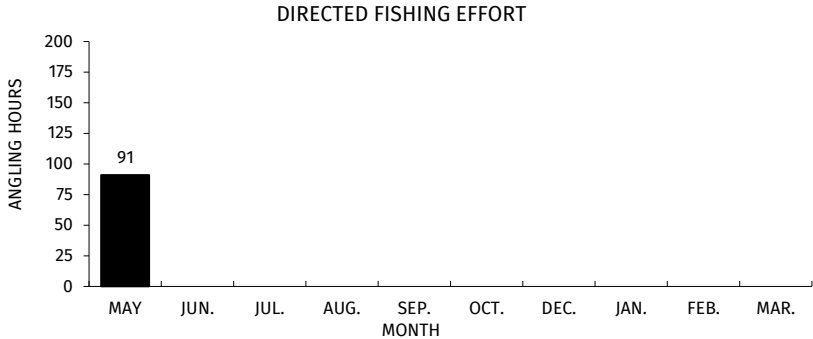 DIRECTED FISHING EFFORT
200
175
150
125
100
75
50
25
0
ANGLING HOURS
91
MAY JUN. JUL. AUG. SEP. OCT. DEC. JAN. FEB. MAR.
MONTH